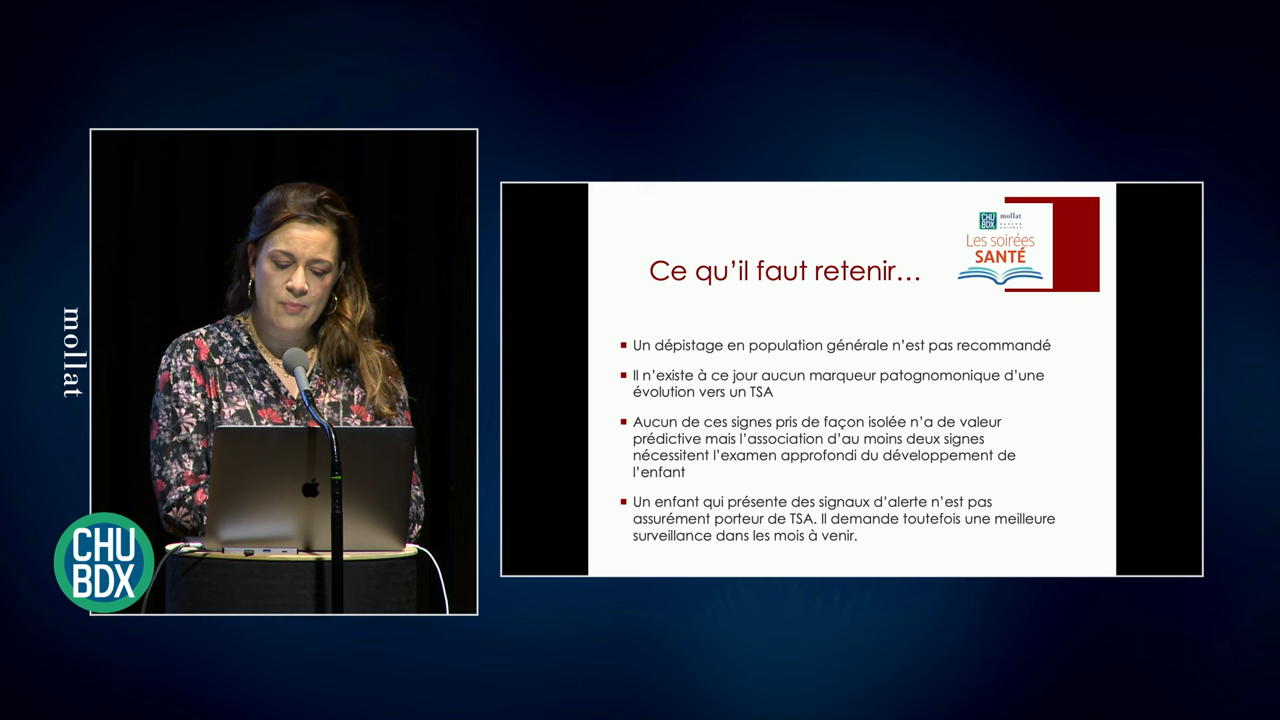 mollat
CHU
BDX
CHU
BDX
mollat
Les soirées
SANTÉ
Ce qu'il faut retenir...
Un dépistage en population générale n'est pas recommandé
Il n'existe à ce jour aucun marqueur patognomonique d'une
évolution vers un TSA
Aucun de ces signes pris de façon isolée n'a de valeur
prédictive mais l'association d'au moins deux signes
nécessitent l'examen approfondi du développement de
l'enfant
Un enfant qui présente des signaux d'alerte n'est pas
assurément porteur de TSA. Il demande toutefois une meilleure
surveillance dans les mois à venir.